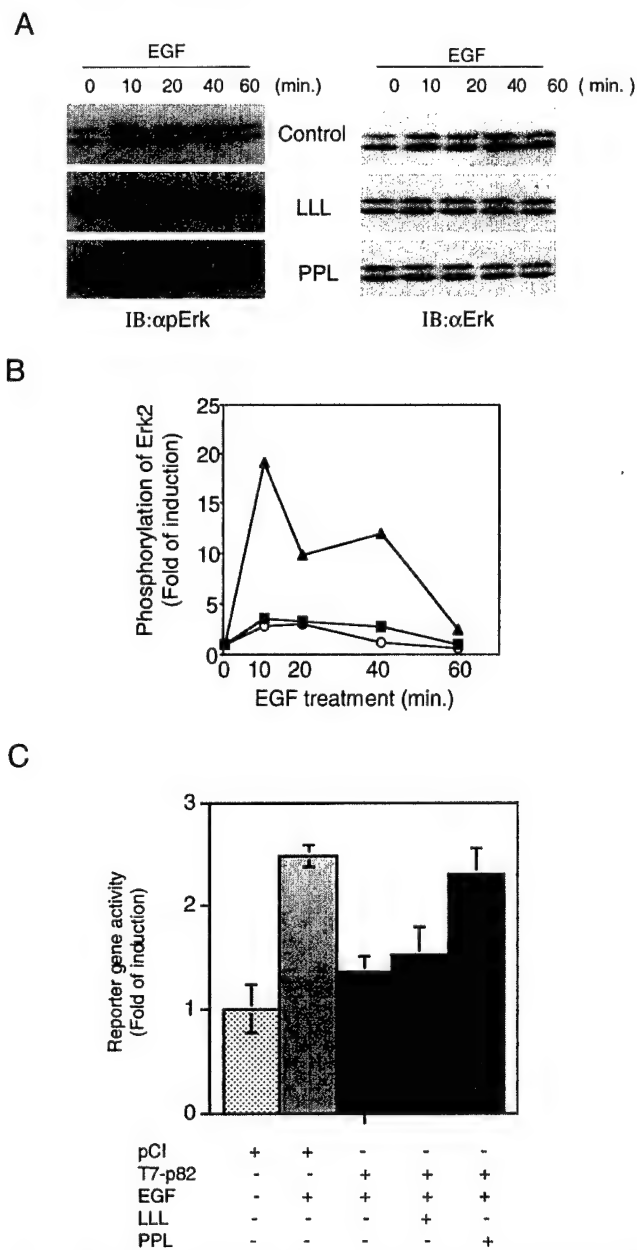 A
EGF
0 10 20 40 60 (min.)
EGF
0 10 20 40 60 ( min. )
Control
LLL
PPL
IB:αpErk
IB:αErk
B
Phosphorylation of Erk2
(Fold of induction)
25
20
15
10
5
0
0 10 20 40 60
EGF treatment (min.)
C
Reporter gene activity
(Fold of induction)
3
2
1
0
pCI + + - - -
T7-p82 - - + + +
EGF - + + + +
LLL - - - + -
PPL - - - - +